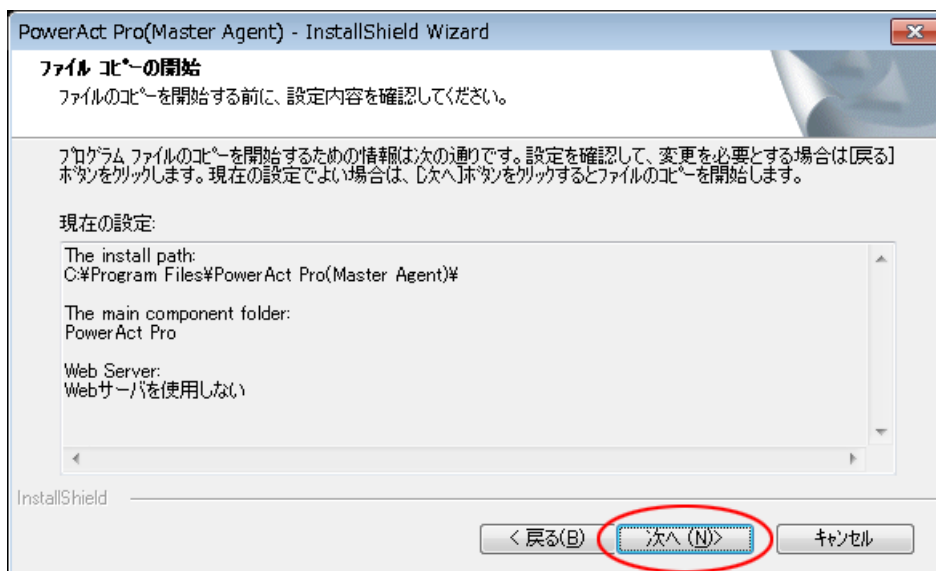 PowerAct Pro(Master Agent) - InstallShield Wizard
ファイル コピーの開始
ファイルのコピーを開始する前に、設定内容を確認してください。
プログラム ファイルのコピーを開始するための情報は次の通りです。設定を確認して、変更を必要とする場合は[戻る]
ボタンをクリックします。現在の設定でよい場合は、[次へ]ボタンをクリックするとファイルのコピーを開始します。
現在の設定:
The install path:
C:¥Program Files¥PowerAct Pro(Master Agent)¥
The main component folder:
PowerAct Pro
Web Server:
Webサーバを使用しない
InstallShield
< 戻る(B)
次へ (N)>
キャンセル